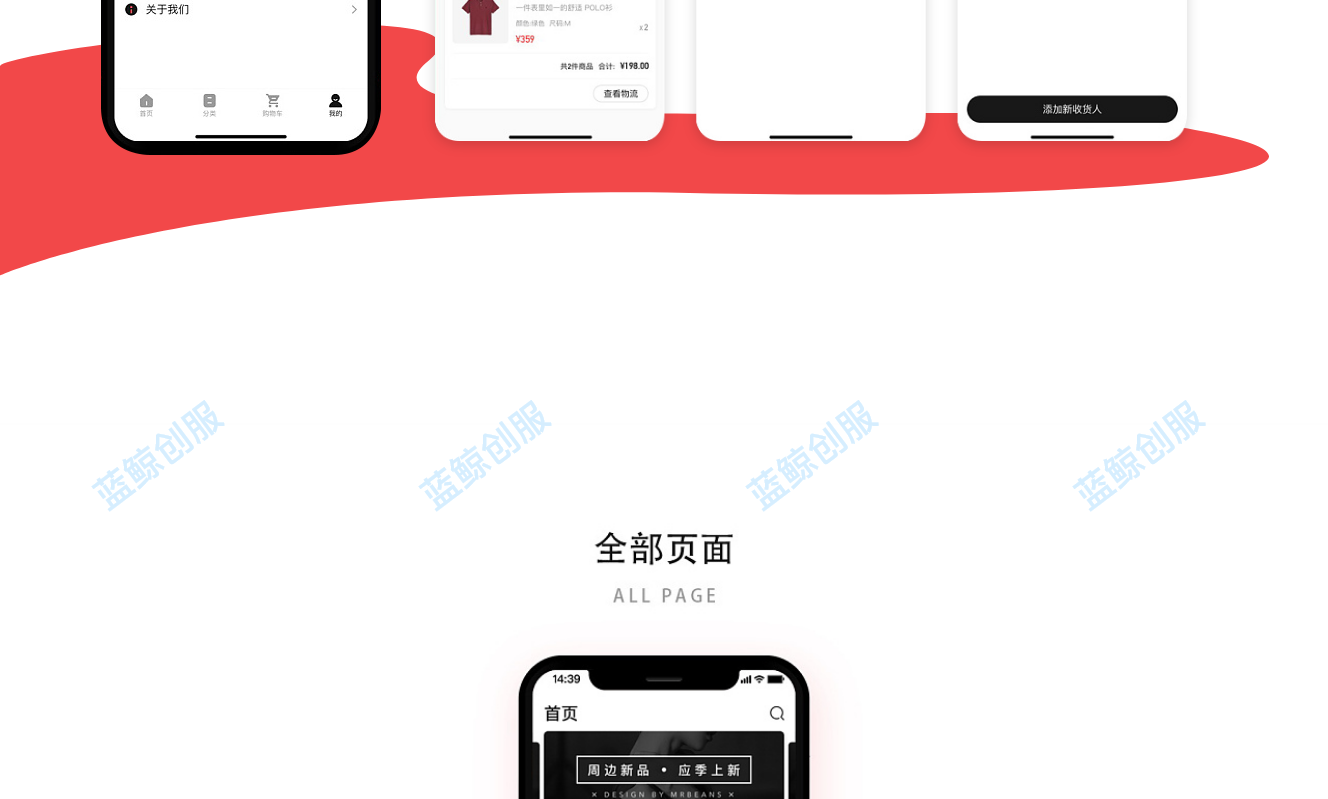 关于我们
首页 分类 购物车 我的
一件表里如一的舒适 POLO衫
颜色:绿色 尺码:M
x2
¥359
共2件商品 合计: ¥198.00
查看物流
添加新收货人
蓝鲸创服 蓝鲸创服 蓝鲸创服 蓝鲸创服
全部页面
ALL PAGE
14:39
首页
周边新品 • 应季上新
× DESIGN BY MRBEANS ×